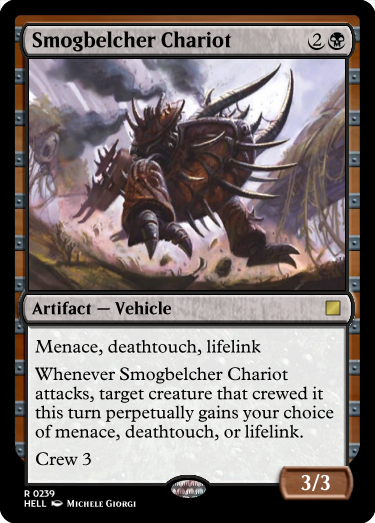 Smogbelcher Chariot 2
Artifact — Vehicle
Menace, deathtouch, lifelink
Whenever Smogbelcher Chariot
attacks, target creature that crewed it
this turn perpetually gains your choice
of menace, deathtouch, or lifelink.
Crew 3
3/3
R 0239
HELL Michele Giorgi